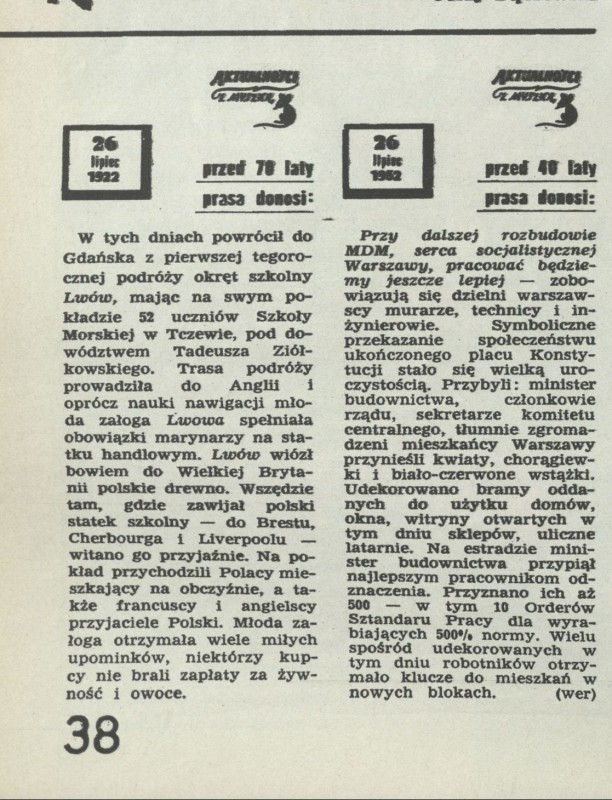 AKTUALNOŚCI
Z MYSZKĄ
26
lipiec
1922
przed 70 laty
prasa donosi:
W tych dniach powrócił do
Gdańska z pierwszej tegoro-
cznej podróży okręt szkolny
Lwów, mając na swym po-
kładzie 52 uczniów Szkoły
Morskiej w Tczewie, pod do-
wództwem Tadeusza Ziół-
kowskiego. Trasa podróży
prowadziła do Anglii i
oprócz nauki nawigacji mło-
da załoga Lwowa spełniała
obowiązki marynarzy na sta-
tku handlowym. Lwów wiózł
bowiem do Wielkiej Bryta-
nii polskie drewno. Wszędzie
tam, gdzie zawijał polski
statek szkolny — do Brestu,
Cherbourga i Liverpoolu —
witano go przyjaźnie. Na po-
kład przychodzili Polacy mie-
szkający na obczyźnie, a ta-
kże francuscy i angielscy
przyjaciele Polski. Młoda za-
łoga otrzymała wiele miłych
upominków, niektórzy kup-
cy nie brali zapłaty za żyw-
ność i owoce.
38
AKTUALNOŚCI
Z MYSZKĄ
26
lipiec
1952
przed 40 laty
prasa donosi:
Przy dalszej rozbudowie
MDM, serca socjalistycznej
Warszawy, pracować będzie-
my jeszcze lepiej — zobo-
wiązują się dzielni warszaw-
scy murarze, technicy i in-
żynierowie. Symboliczne
przekazanie społeczeństwu
ukończonego placu Konsty-
tucji stało się wielką uro-
czystością. Przybyli: minister
budownictwa, członkowie
rządu, sekretarze komitetu
centralnego, tłumnie zgroma-
dzeni mieszkańcy Warszawy
przynieśli kwiaty, chorągiew-
ki i biało-czerwone wstążki.
Udekorowano bramy odda-
nych do użytku domów,
okna, witryny otwartych w
tym dniu sklepów, uliczne
latarnie. Na estradzie mini-
ster budownictwa przypiął
najlepszym pracownikom od-
znaczenia. Przyznano ich aż
500 — w tym 10 Orderów
Sztandaru Pracy dla wyra-
biających 500% normy. Wielu
spośród udekorowanych w
tym dniu robotników otrzy-
mało klucze do mieszkań w
nowych blokach. (wer)